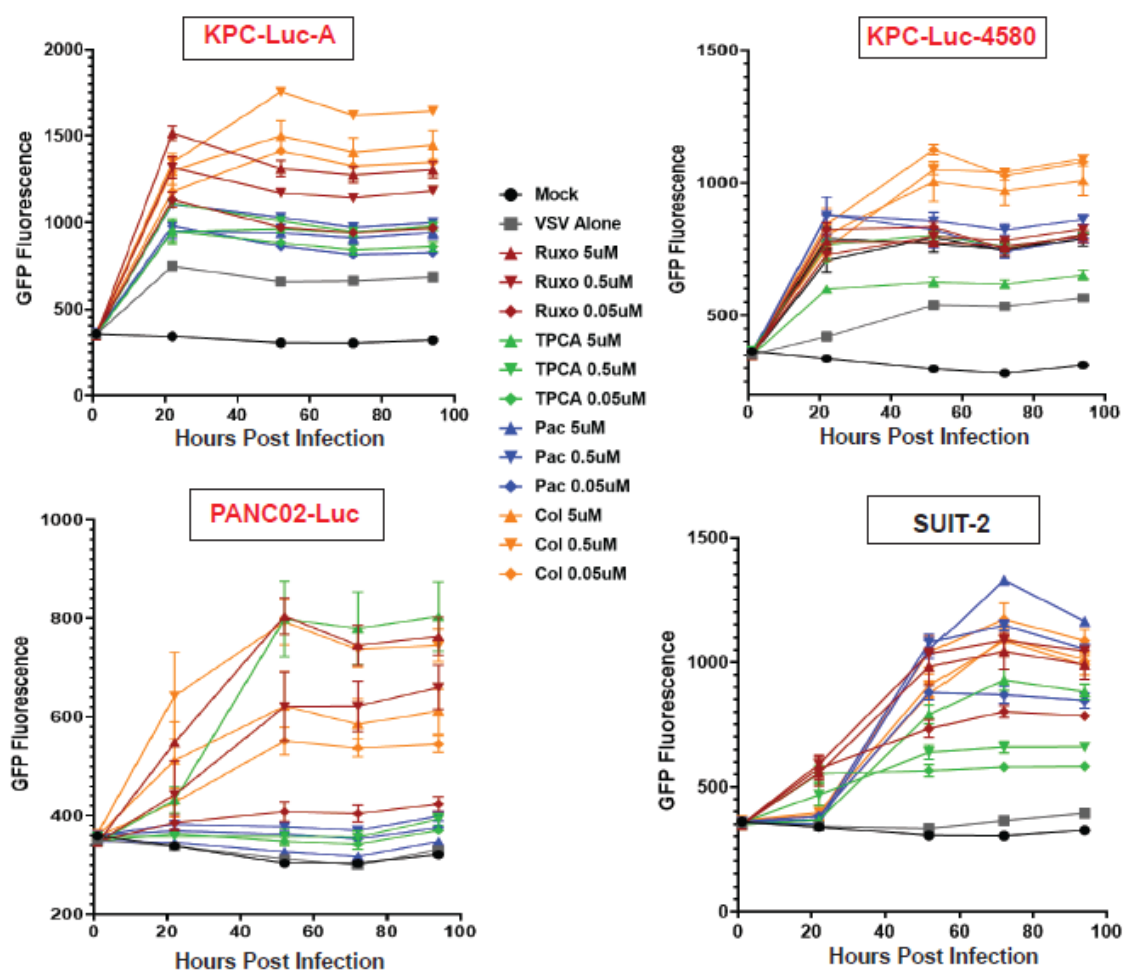 KPC-Luc-A
2000
1500
1000
500
0
GFP Fluorescence
0 20 40 60 80 100
Hours Post Infection
KPC-Luc-4580
1500
1000
500
GFP Fluorescence
0 20 40 60 80 100
Hours Post Infection
Mock
VSV Alone
Ruxo 5uM
Ruxo 0.5uM
Ruxo 0.05uM
TPCA 5uM
TPCA 0.5uM
TPCA 0.05uM
Pac 5uM
Pac 0.5uM
Pac 0.05uM
Col 5uM
Col 0.5uM
Col 0.05uM
PANC02-Luc
1000
800
600
400
200
GFP Fluorescence
0 20 40 60 80 100
Hours Post Infection
SUIT-2
1500
1000
500
0
GFP Fluorescence
0 20 40 60 80 100
Hours Post Infection